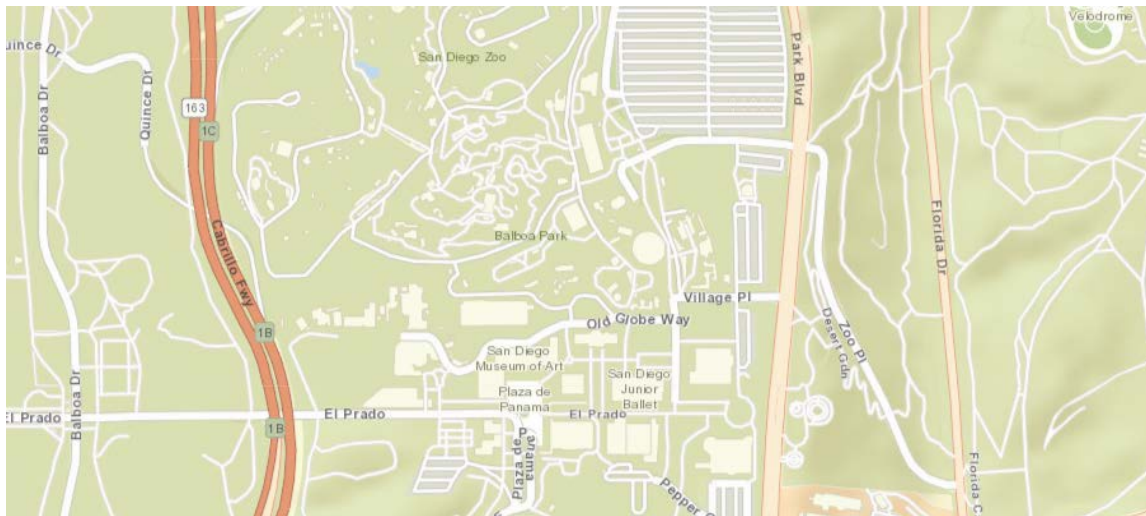 Velodrome
San Diego Zoo
Quince Dr
Balboa Dr
Quince Dr
Park Blvd
163
1C
Cabrillo Fwy
Balboa Park
Florida Dr
Village Pl
Old Globe Way
1B
San Diego
Museum of Art
San Diego
Junior
Ballet
Zoo Pl
Desert Gdn
Plaza de
Panama
Balboa Dr
El Prado
El Prado
El Prado
1B
Plaza de
Panama
Pepper
Florida C